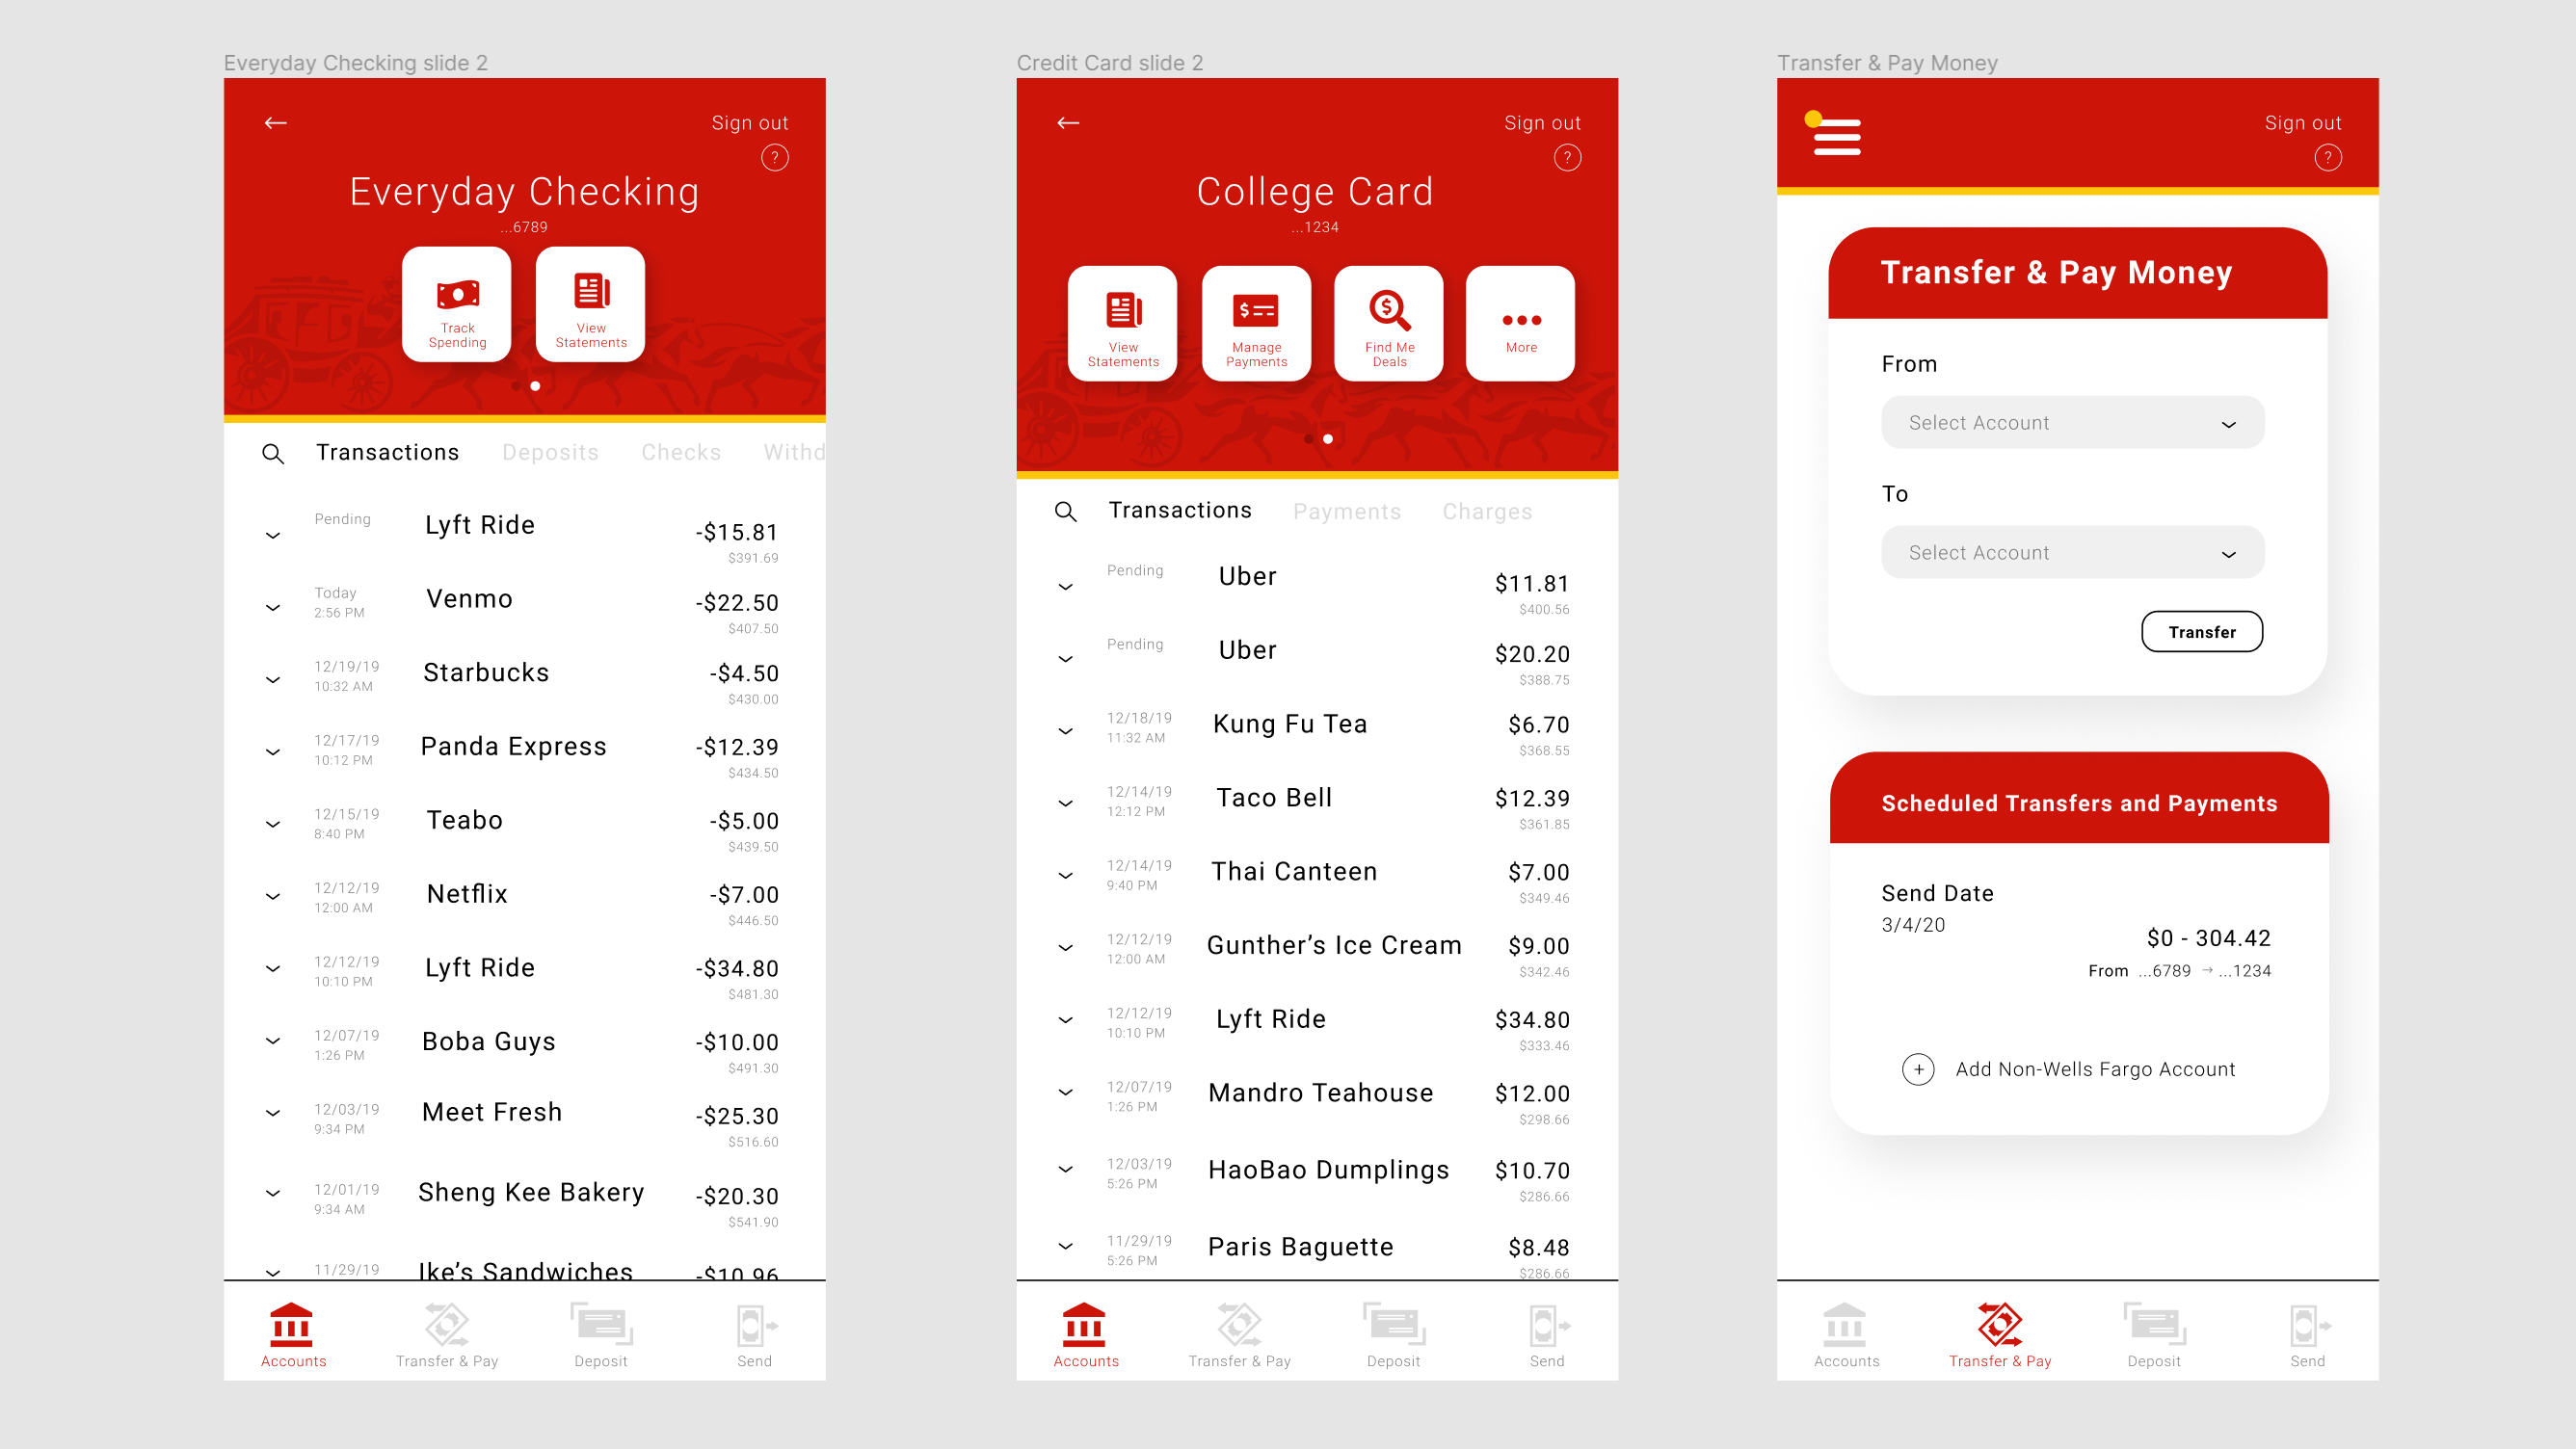 Everyday Checking slide 2
Sign out
?
Everyday Checking
...6789
Track
Spending
View
Statements
Transactions Deposits Checks Withd
Pending Lyft Ride -$15.81
$391.69
Today Venmo -$22.50
2:56 PM $407.50
12/19/19 Starbucks -$4.50
10:32 AM $430.00
12/17/19 Panda Express -$12.39
10:12 PM $434.50
12/15/19 Teabo -$5.00
8:40 PM $439.50
12/12/19 Netflix -$7.00
12:00 AM $446.50
12/12/19 Lyft Ride -$34.80
10:10 PM $481.30
12/07/19 Boba Guys -$10.00
1:26 PM $491.30
12/03/19 Meet Fresh -$25.30
9:34 PM $516.60
12/01/19 Sheng Kee Bakery -$20.30
9:34 AM $541.90
11/29/19 Ike's Sandwiches -$10.96
Accounts Transfer & Pay Deposit Send
Credit Card slide 2
Sign out
?
College Card
...1234
View
Statements
Manage
Payments
Find Me
Deals
More
Transactions Payments Charges
Pending Uber $11.81
$400.56
Pending Uber $20.20
$388.75
12/18/19 Kung Fu Tea $6.70
11:32 AM $368.55
12/14/19 Taco Bell $12.39
12:12 PM $361.85
12/14/19 Thai Canteen $7.00
9:40 PM $349.46
12/12/19 Gunther's Ice Cream $9.00
12:00 AM $342.46
12/12/19 Lyft Ride $34.80
10:10 PM $333.46
12/07/19 Mandro Teahouse $12.00
1:26 PM $298.66
12/03/19 HaoBao Dumplings $10.70
5:26 PM $286.66
11/29/19 Paris Baguette $8.48
5:26 PM $286.66
Accounts Transfer & Pay Deposit Send
Transfer & Pay Money
Sign out
?
Transfer & Pay Money
From
Select Account
To
Select Account
Transfer
Scheduled Transfers and Payments
Send Date
3/4/20
$0 - 304.42
From ...6789 → ...1234
+ Add Non-Wells Fargo Account
Accounts Transfer & Pay Deposit Send